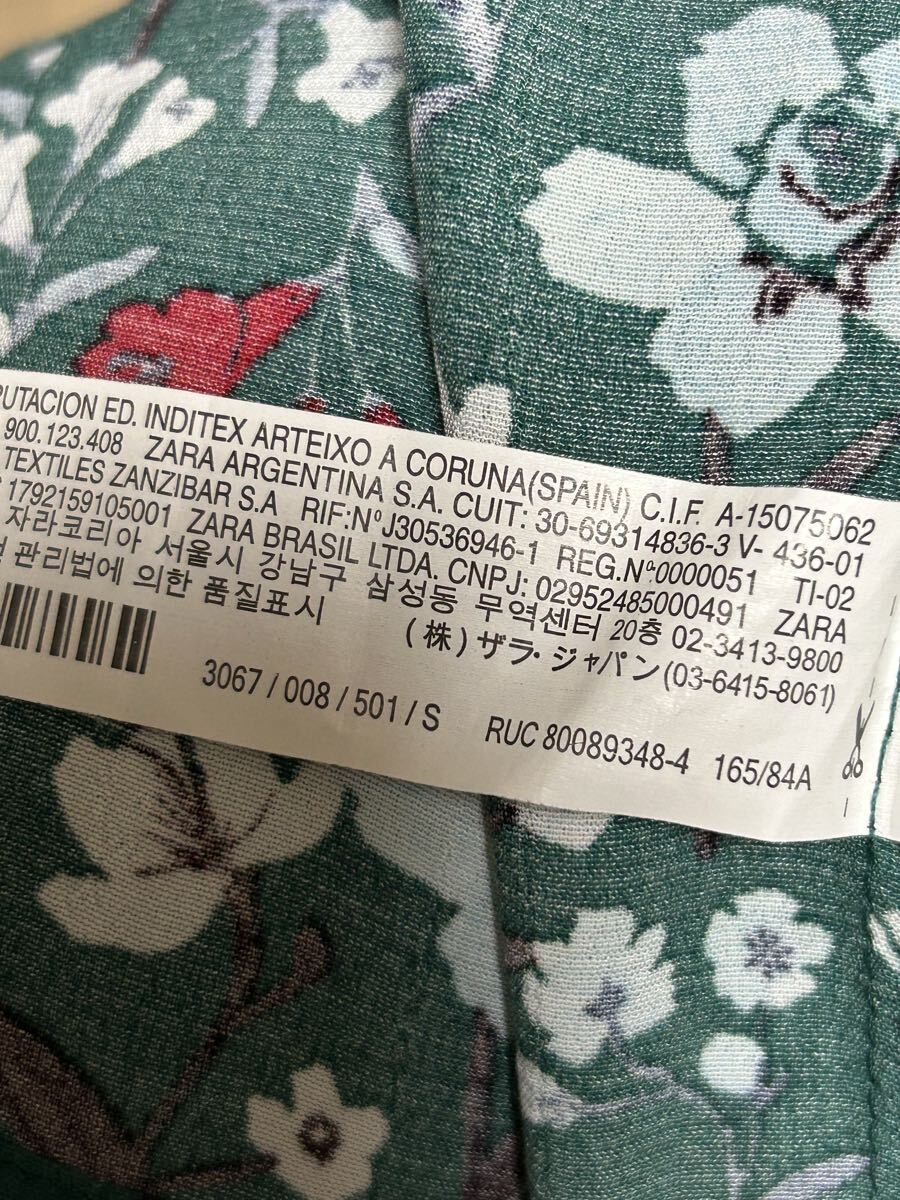 ED. INDITEX ARTEIXO A CORUNA(SPAIN) C.I.F. A-15075062
900.123.408 ZARA ARGENTINA S.A. CUIT: 30-69314836-3 V- 436-01
TEXTILES ZANZIBAR S.A RIF:Nº J30536946-1 REG.Nº:0000051 TI-02
1792159105001 ZARA BRASIL LTDA. CNPJ: 02952485000491 ZARA
자라코리아 서울시 강남구 삼성동 무역센터 20층 02-3413-9800
관리법에 의한 품질표시 (株)ザラ・ジャパン(03-6415-8061)
3067 / 008 / 501 / S RUC 80089348-4 165/84A